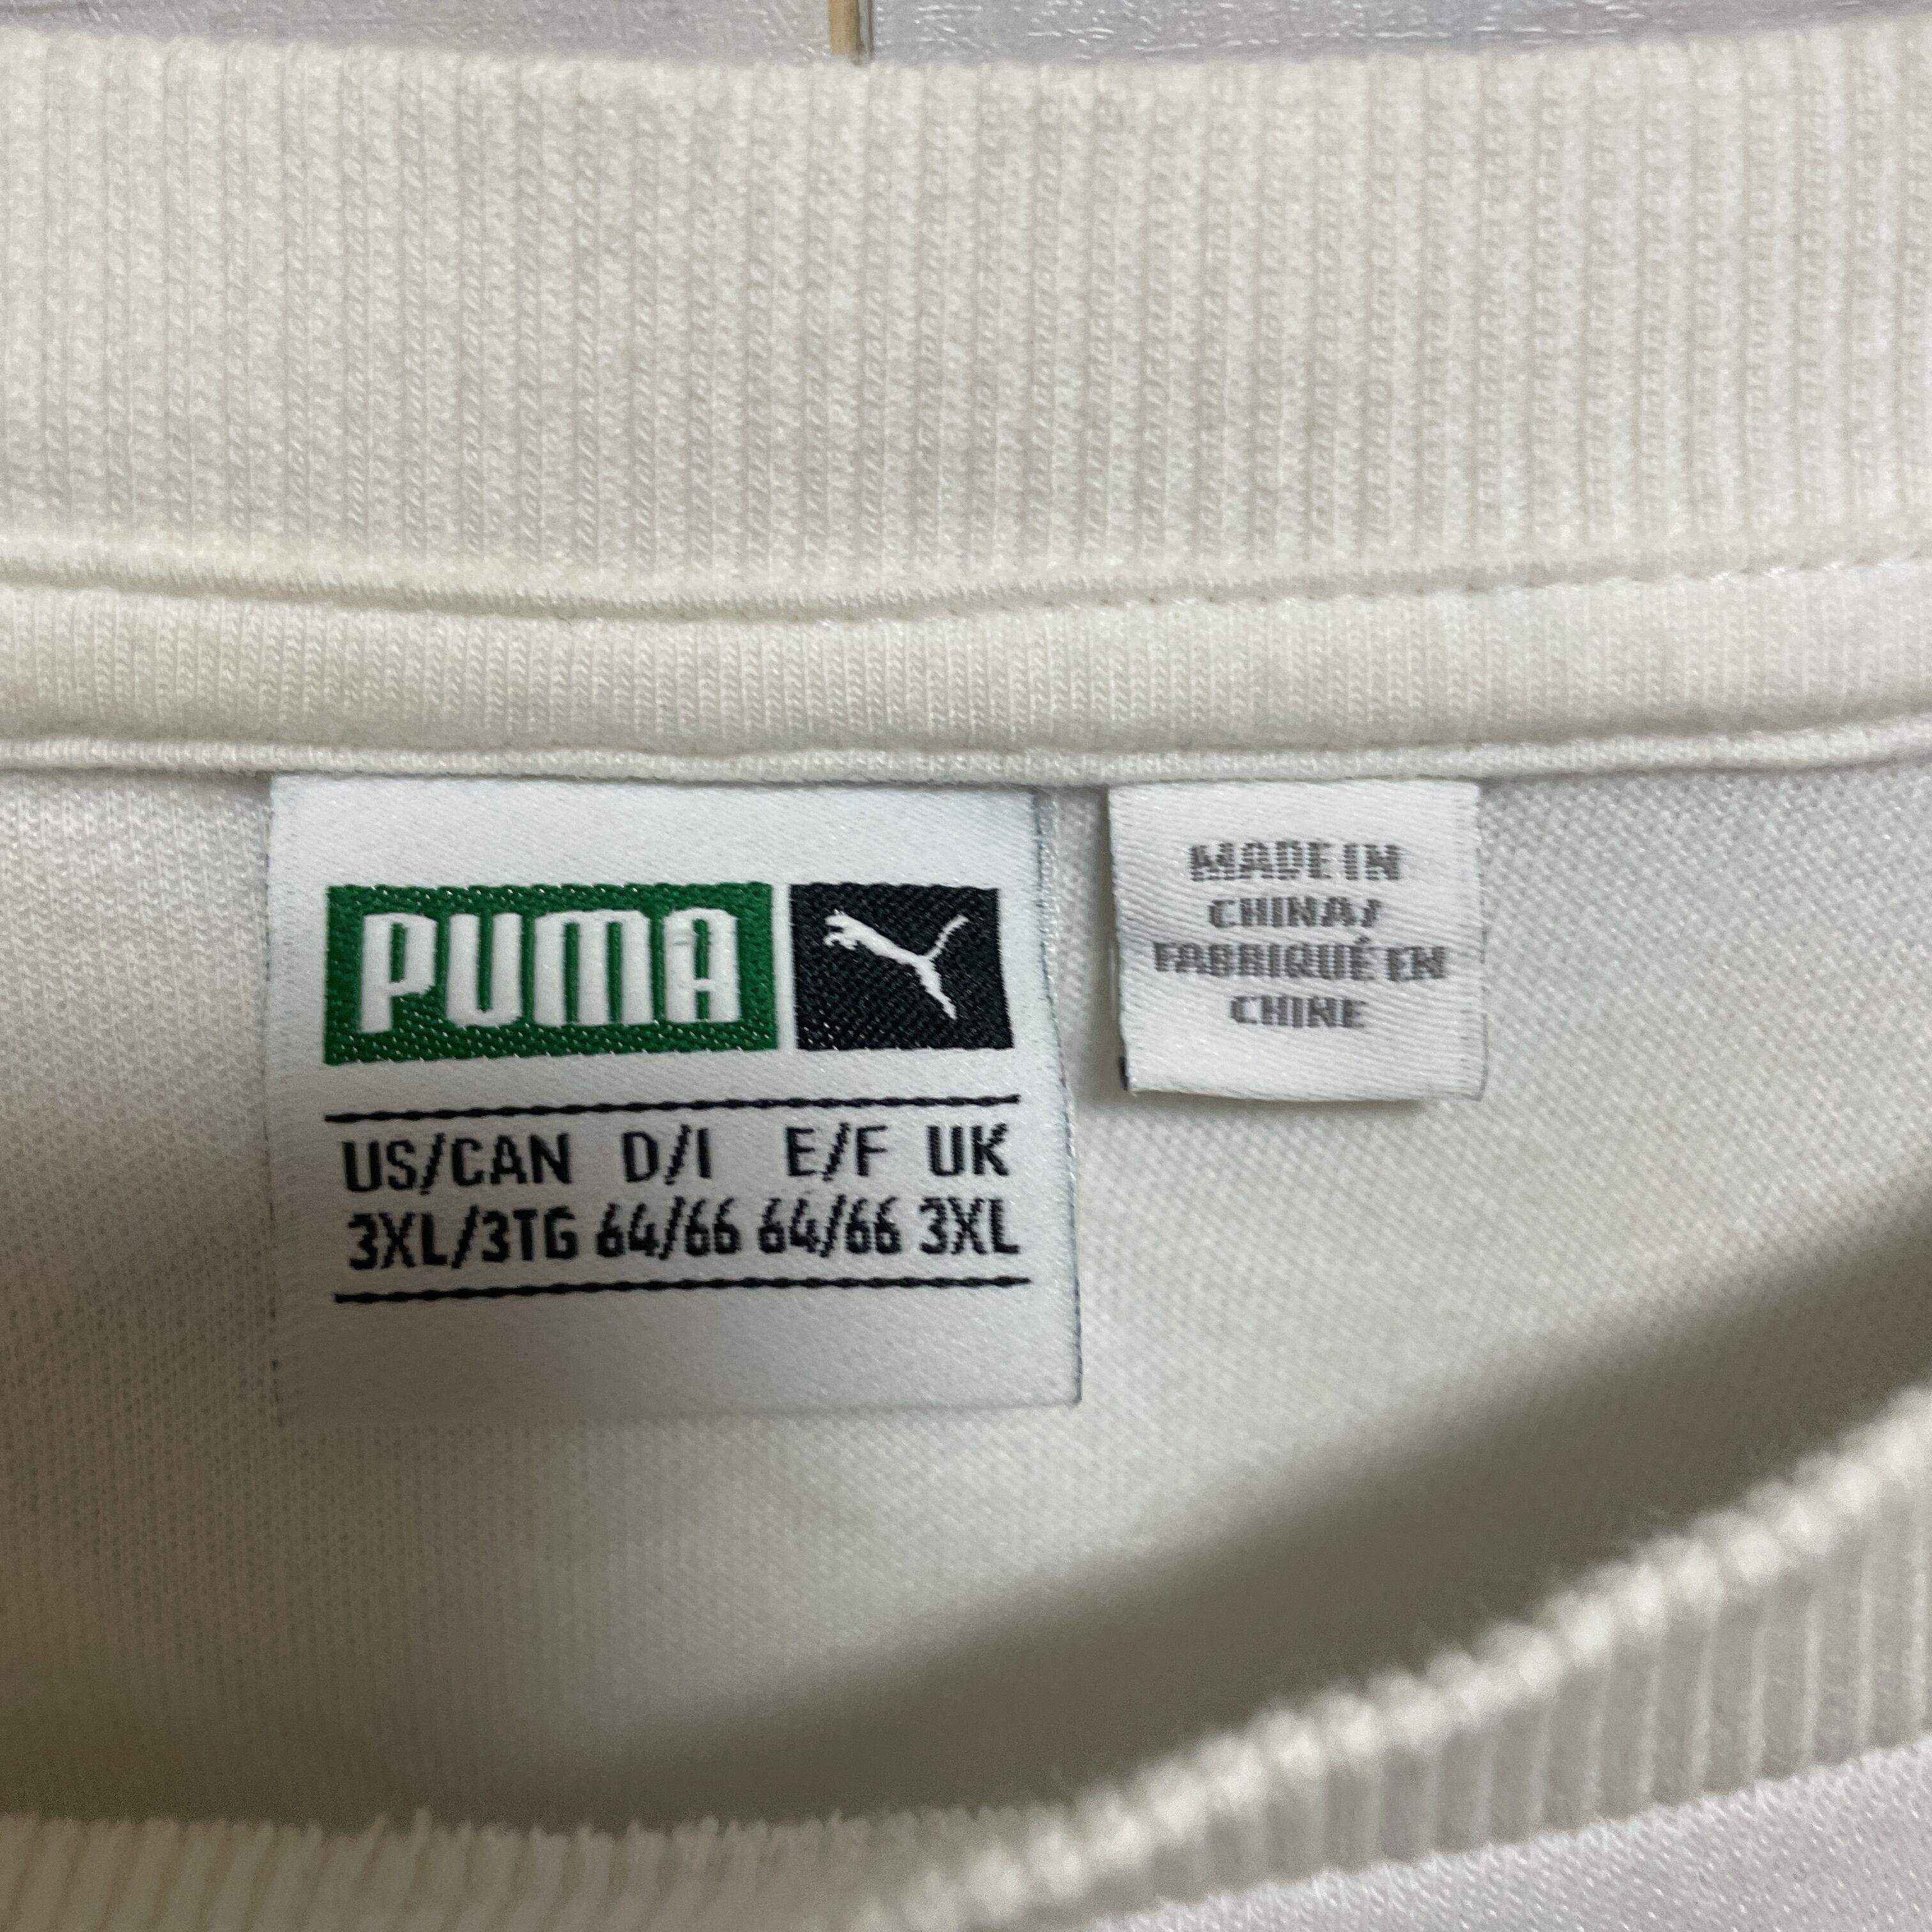 PUMA
US/CAN D/I E/F UK
3XL/3TG 64/66 64/66 3XL
MADE IN
CHINA/
FABRIQUÉ EN
CHINE